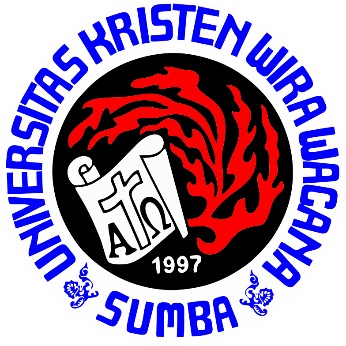 UNIVERSITAS KRISTEN WIRA WACANA
SUMBA
Α Ω
1997